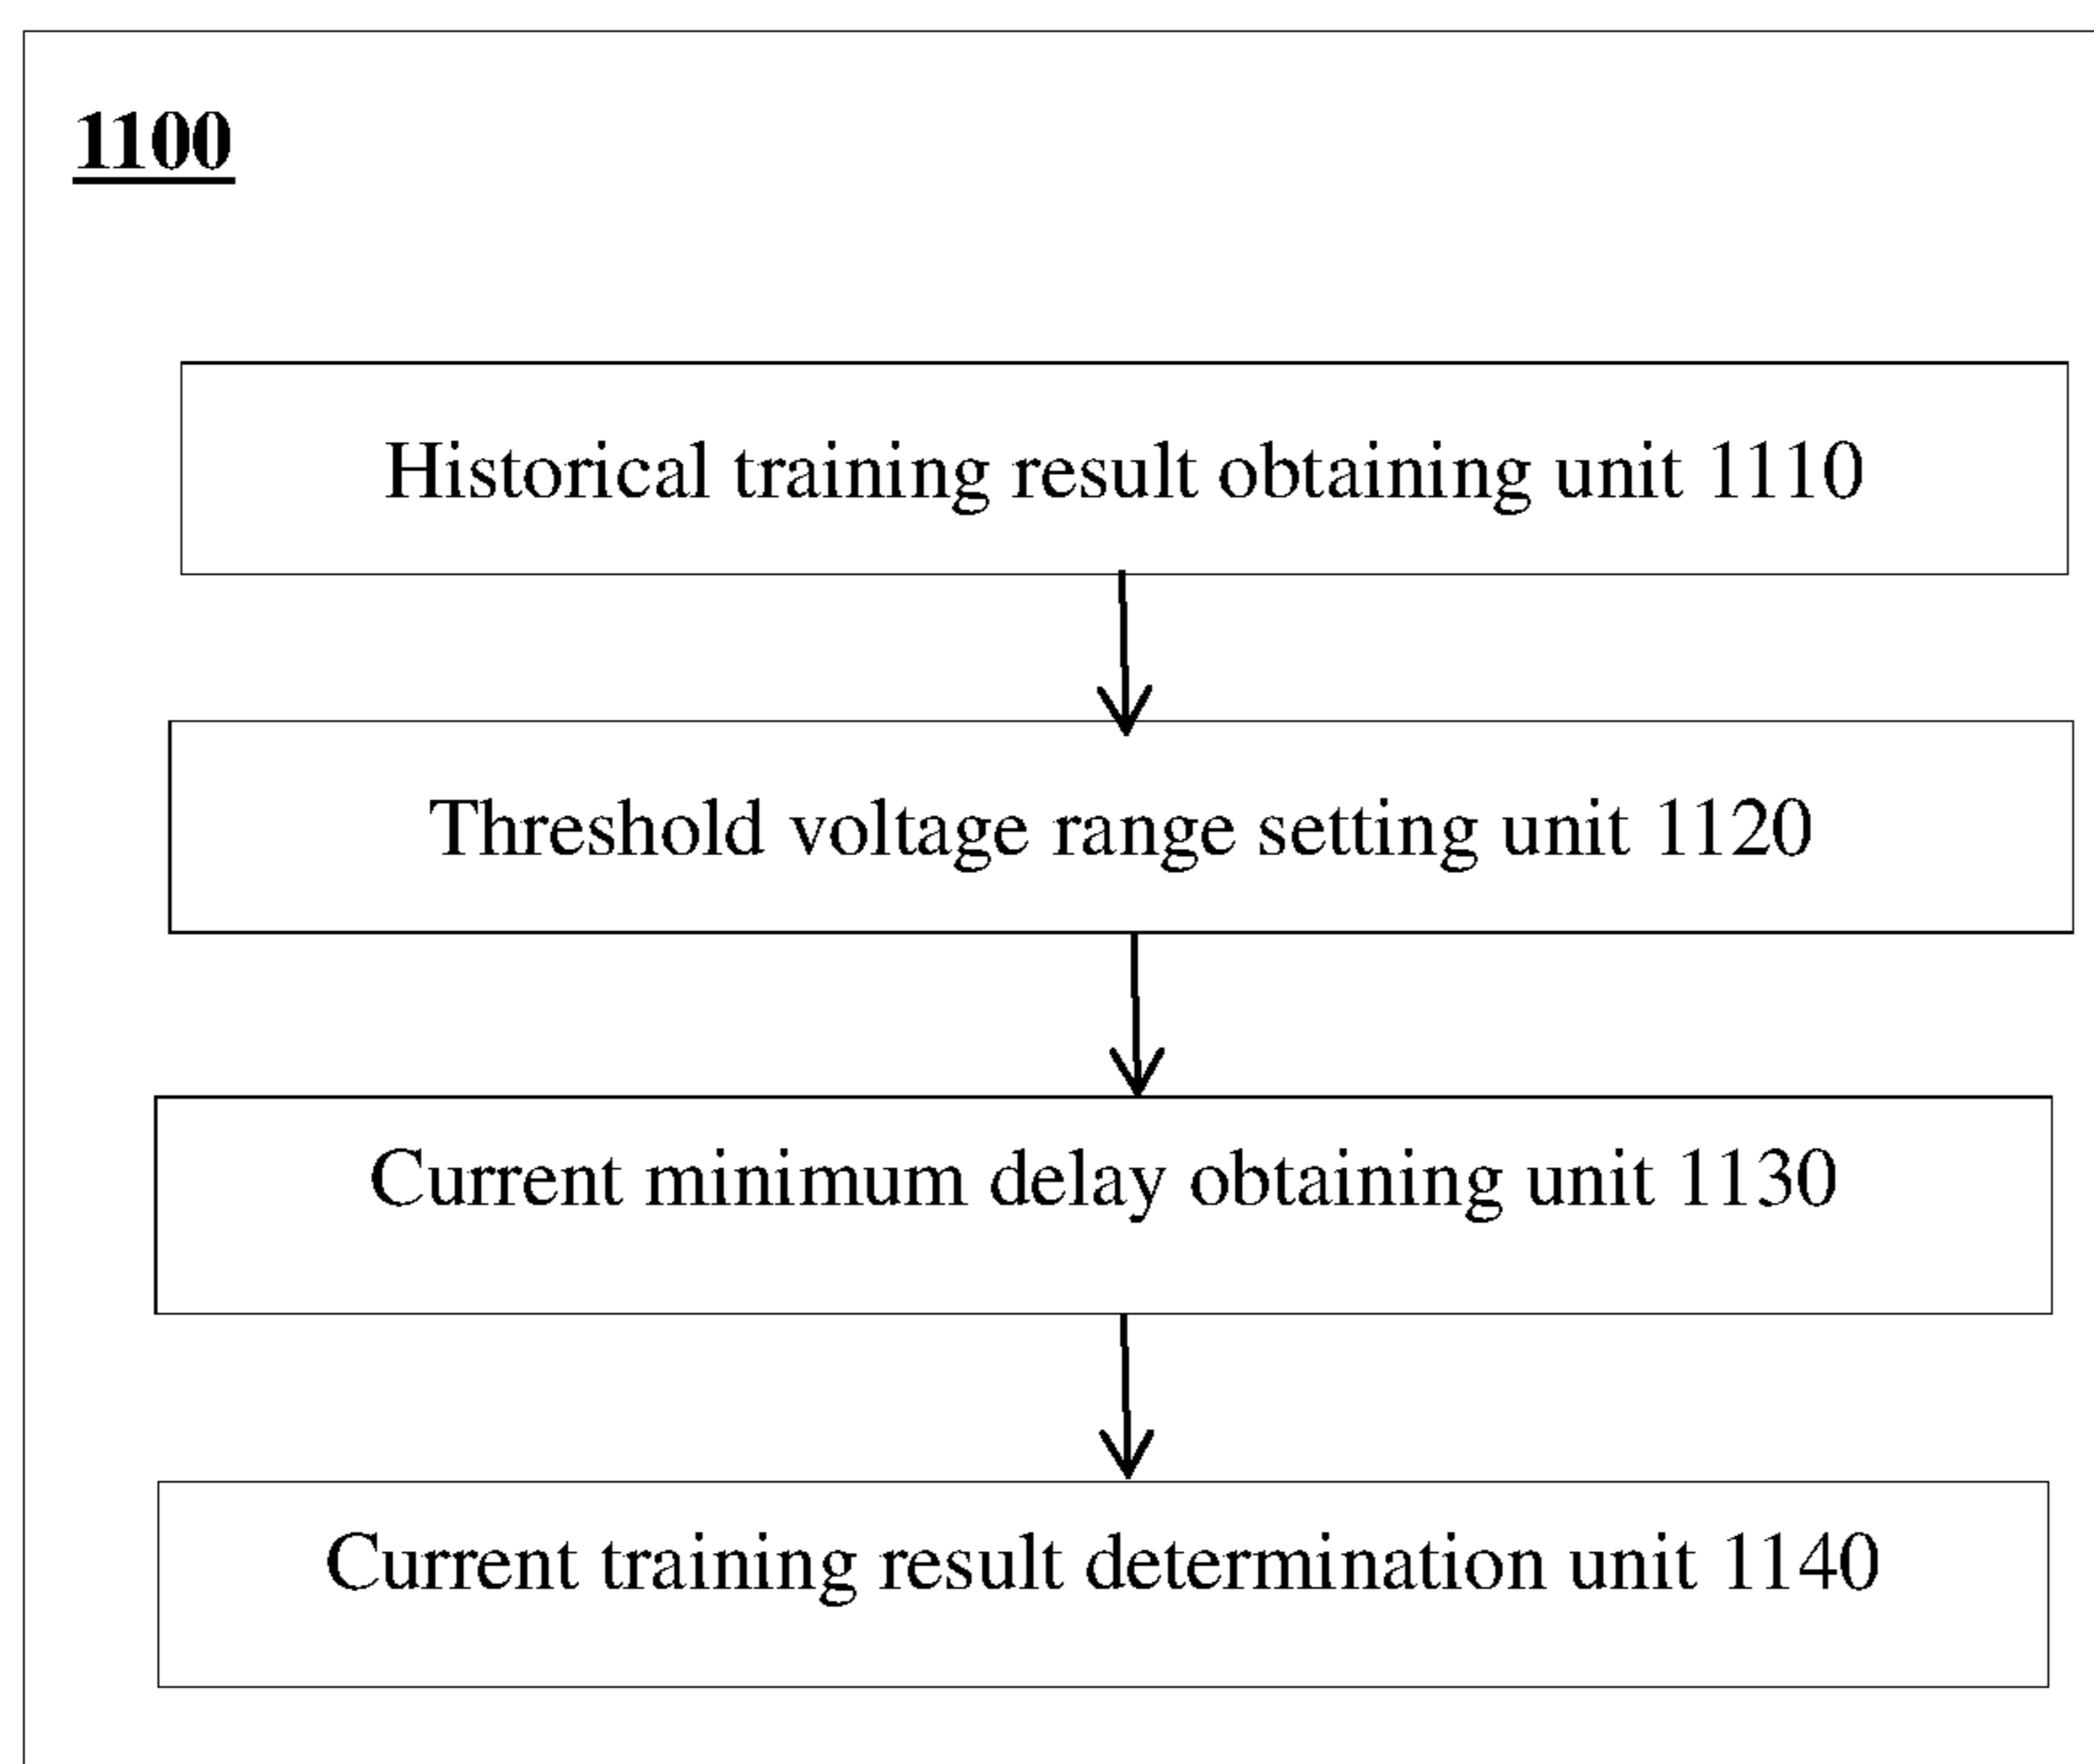 1100
Historical training result obtaining unit 1110
Threshold voltage range setting unit 1120
Current minimum delay obtaining unit 1130
Current training result determination unit 1140